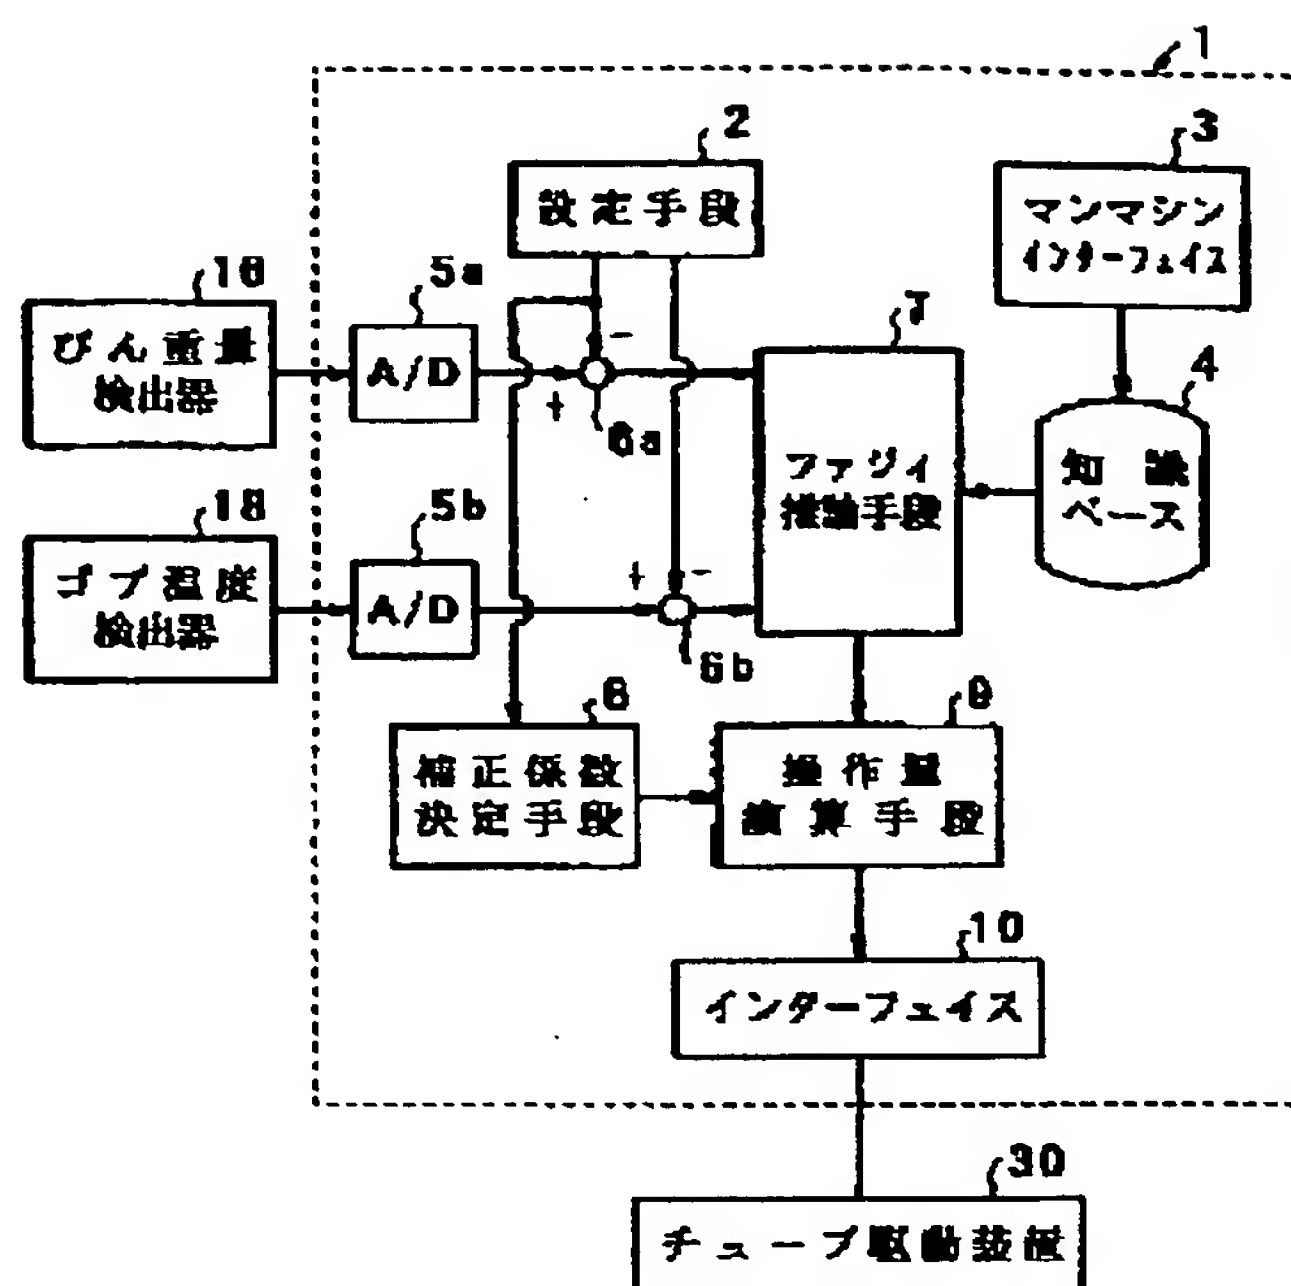 1
2
3
設定手段
マンマシン
インターフェイス
16
5a
7
びん重量
検出器
A/D
-
+
6a
4
ファジィ
推論手段
知識
ベース
18
5b
ゴブ温度
検出器
A/D
+
-
6b
8
9
補正係数
決定手段
操作量
演算手段
10
インターフェイス
30
チューブ駆動装置